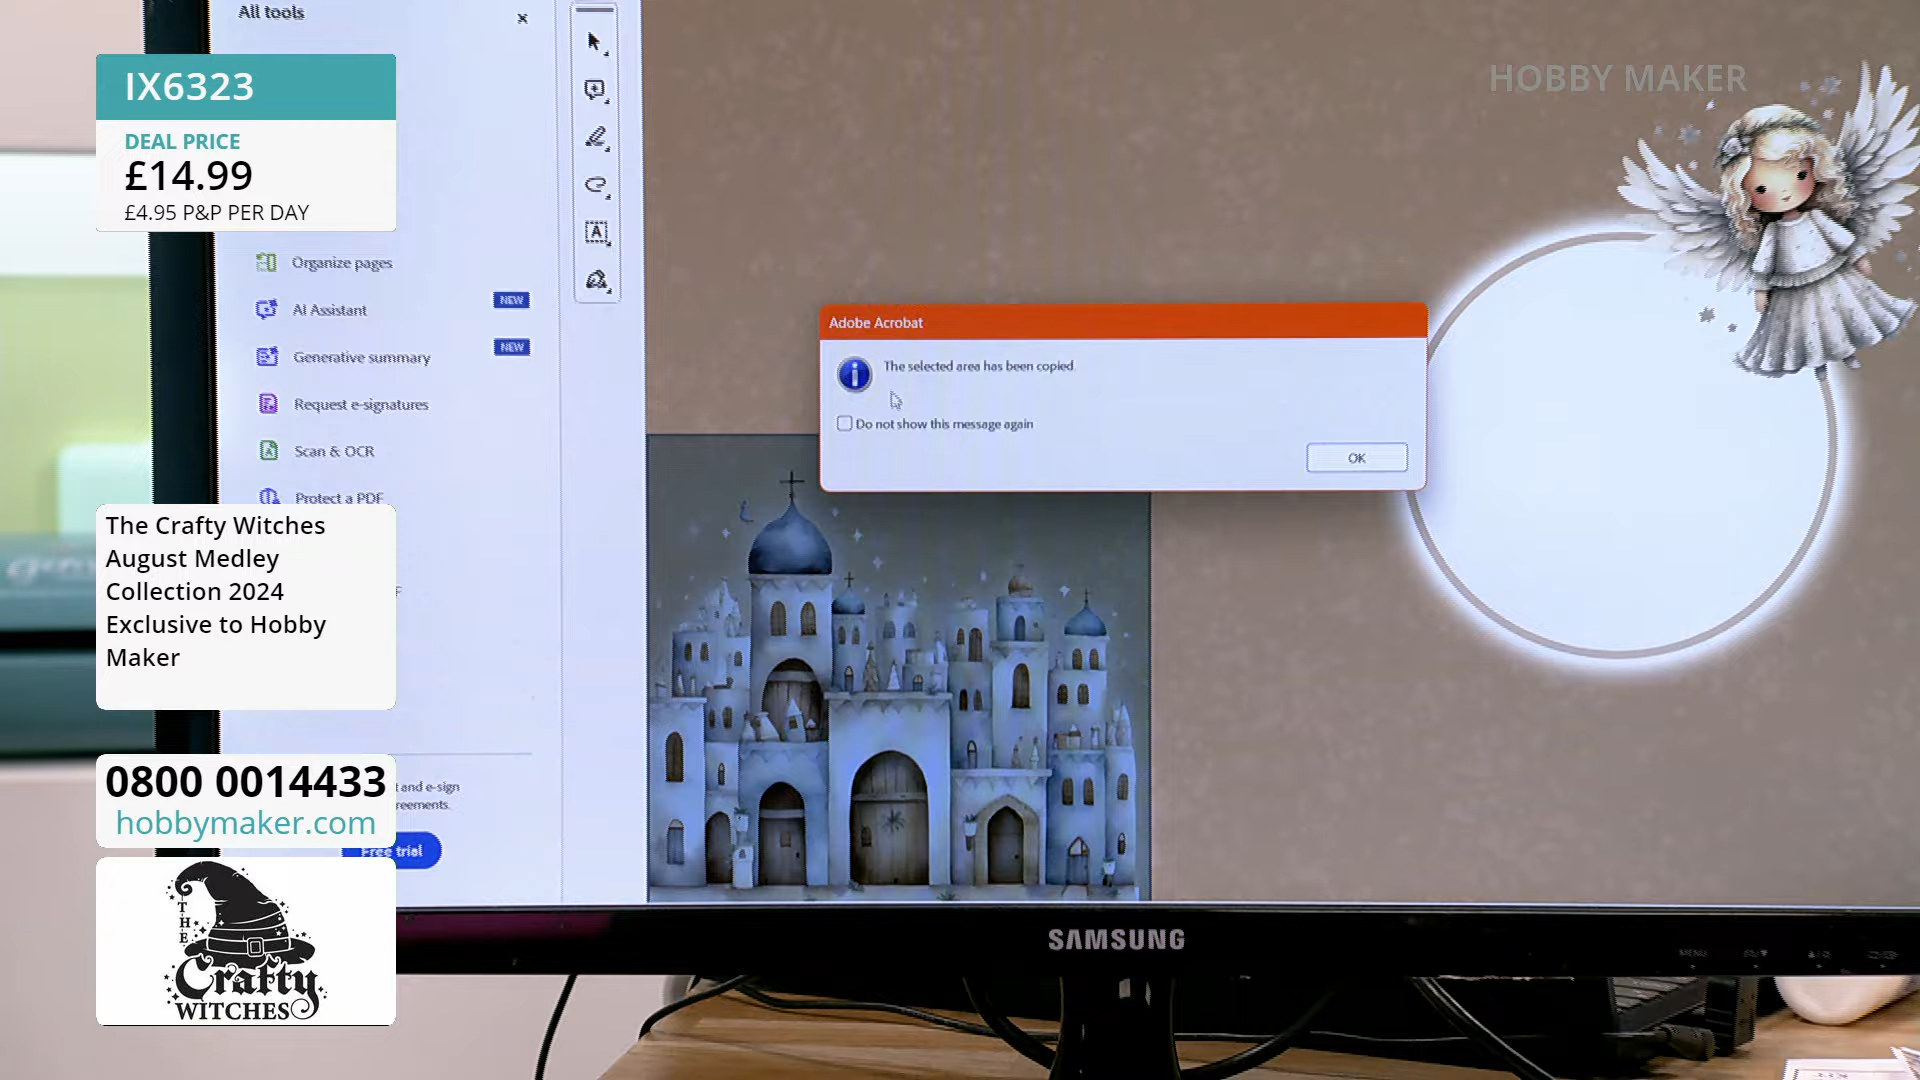 All tools
IX6323
DEAL PRICE
£14.99
£4.95 P&P PER DAY
HOBBY MAKER
Organize pages
AI Assistant
NEW
Generative summary
NEW
Request e-signatures
Scan & OCR
Protect a PDF
Adobe Acrobat
The selected area has been copied.
Do not show this message again
OK
The Crafty Witches
August Medley
Collection 2024
Exclusive to Hobby
Maker
0800 0014433
hobbymaker.com
and e-sign
Free trial
THE
Crafty
WITCHES
SAMSUNG
MENU